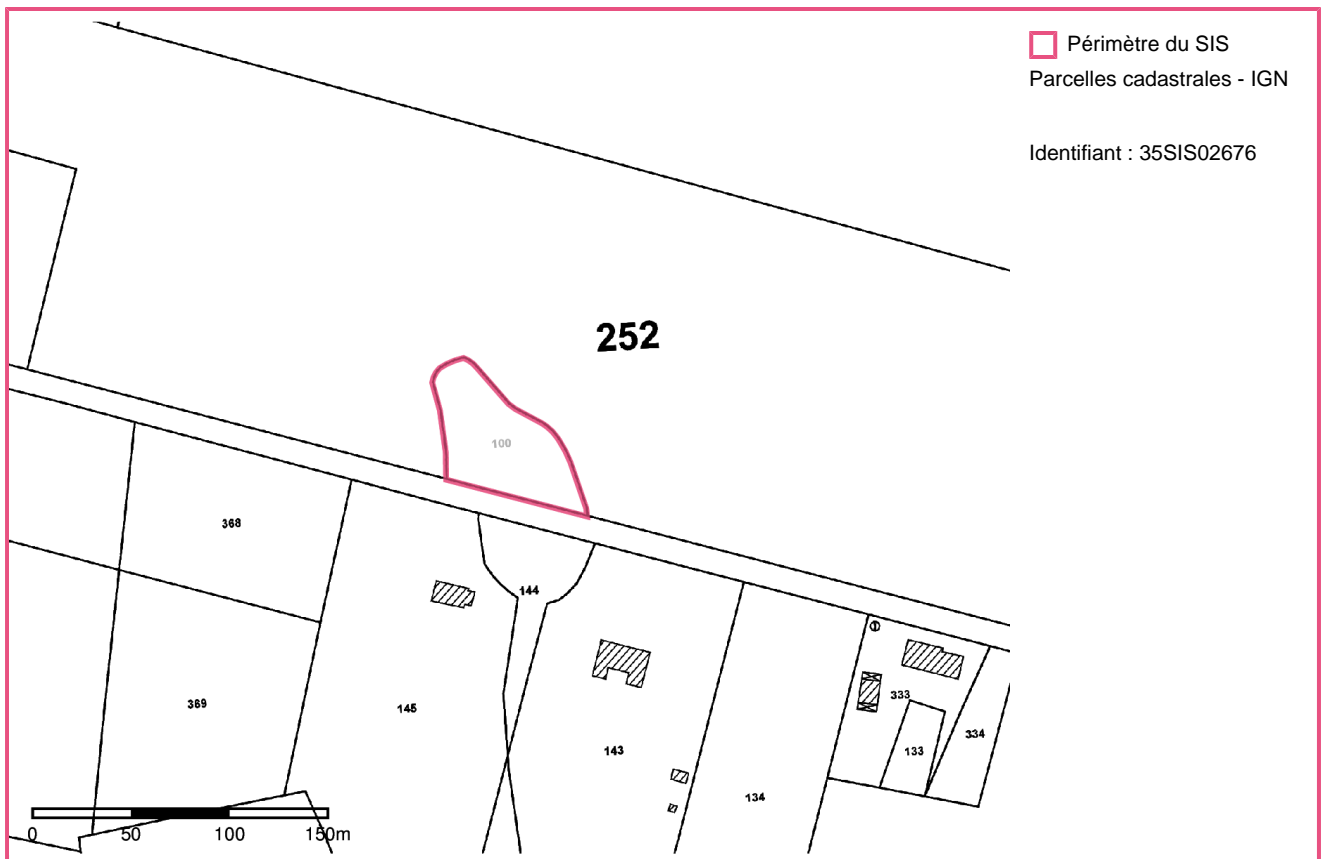 Périmètre du SIS
Parcelles cadastrales - IGN
Identifiant : 35SIS02676
252
100
368
144
369
145
333
143
133
334
134
0 50 100 150m